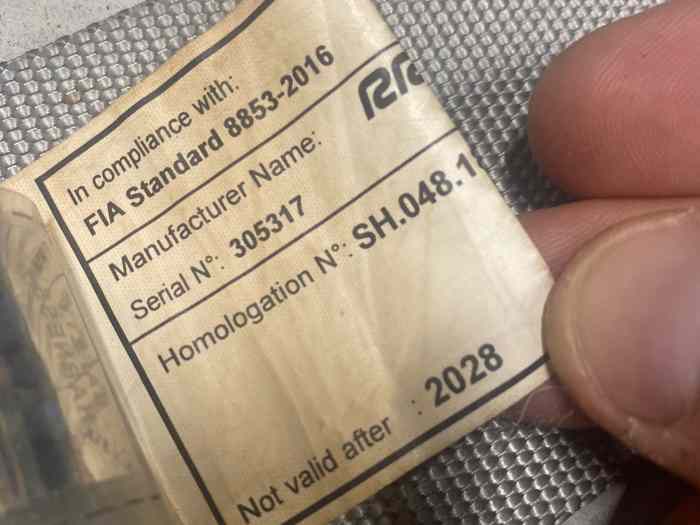 In compliance with:
FIA Standard 8853-2016
Manufacturer Name:
Serial N°: 305317
Homologation N°: SH.048.1
Not valid after : 2028